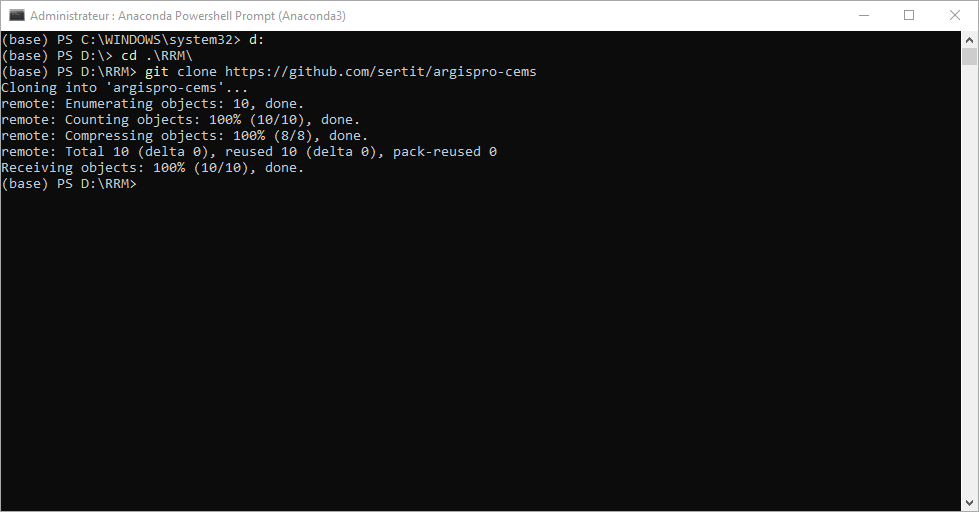 Administrateur : Anaconda Powershell Prompt (Anaconda3)
(base) PS C:\WINDOWS\system32> d:
(base) PS D:\> cd .\RRM\
(base) PS D:\RRM> git clone https://github.com/sertit/argispro-cems
Cloning into 'argispro-cems'...
remote: Enumerating objects: 10, done.
remote: Counting objects: 100% (10/10), done.
remote: Compressing objects: 100% (8/8), done.
remote: Total 10 (delta 0), reused 10 (delta 0), pack-reused 0
Receiving objects: 100% (10/10), done.
(base) PS D:\RRM>